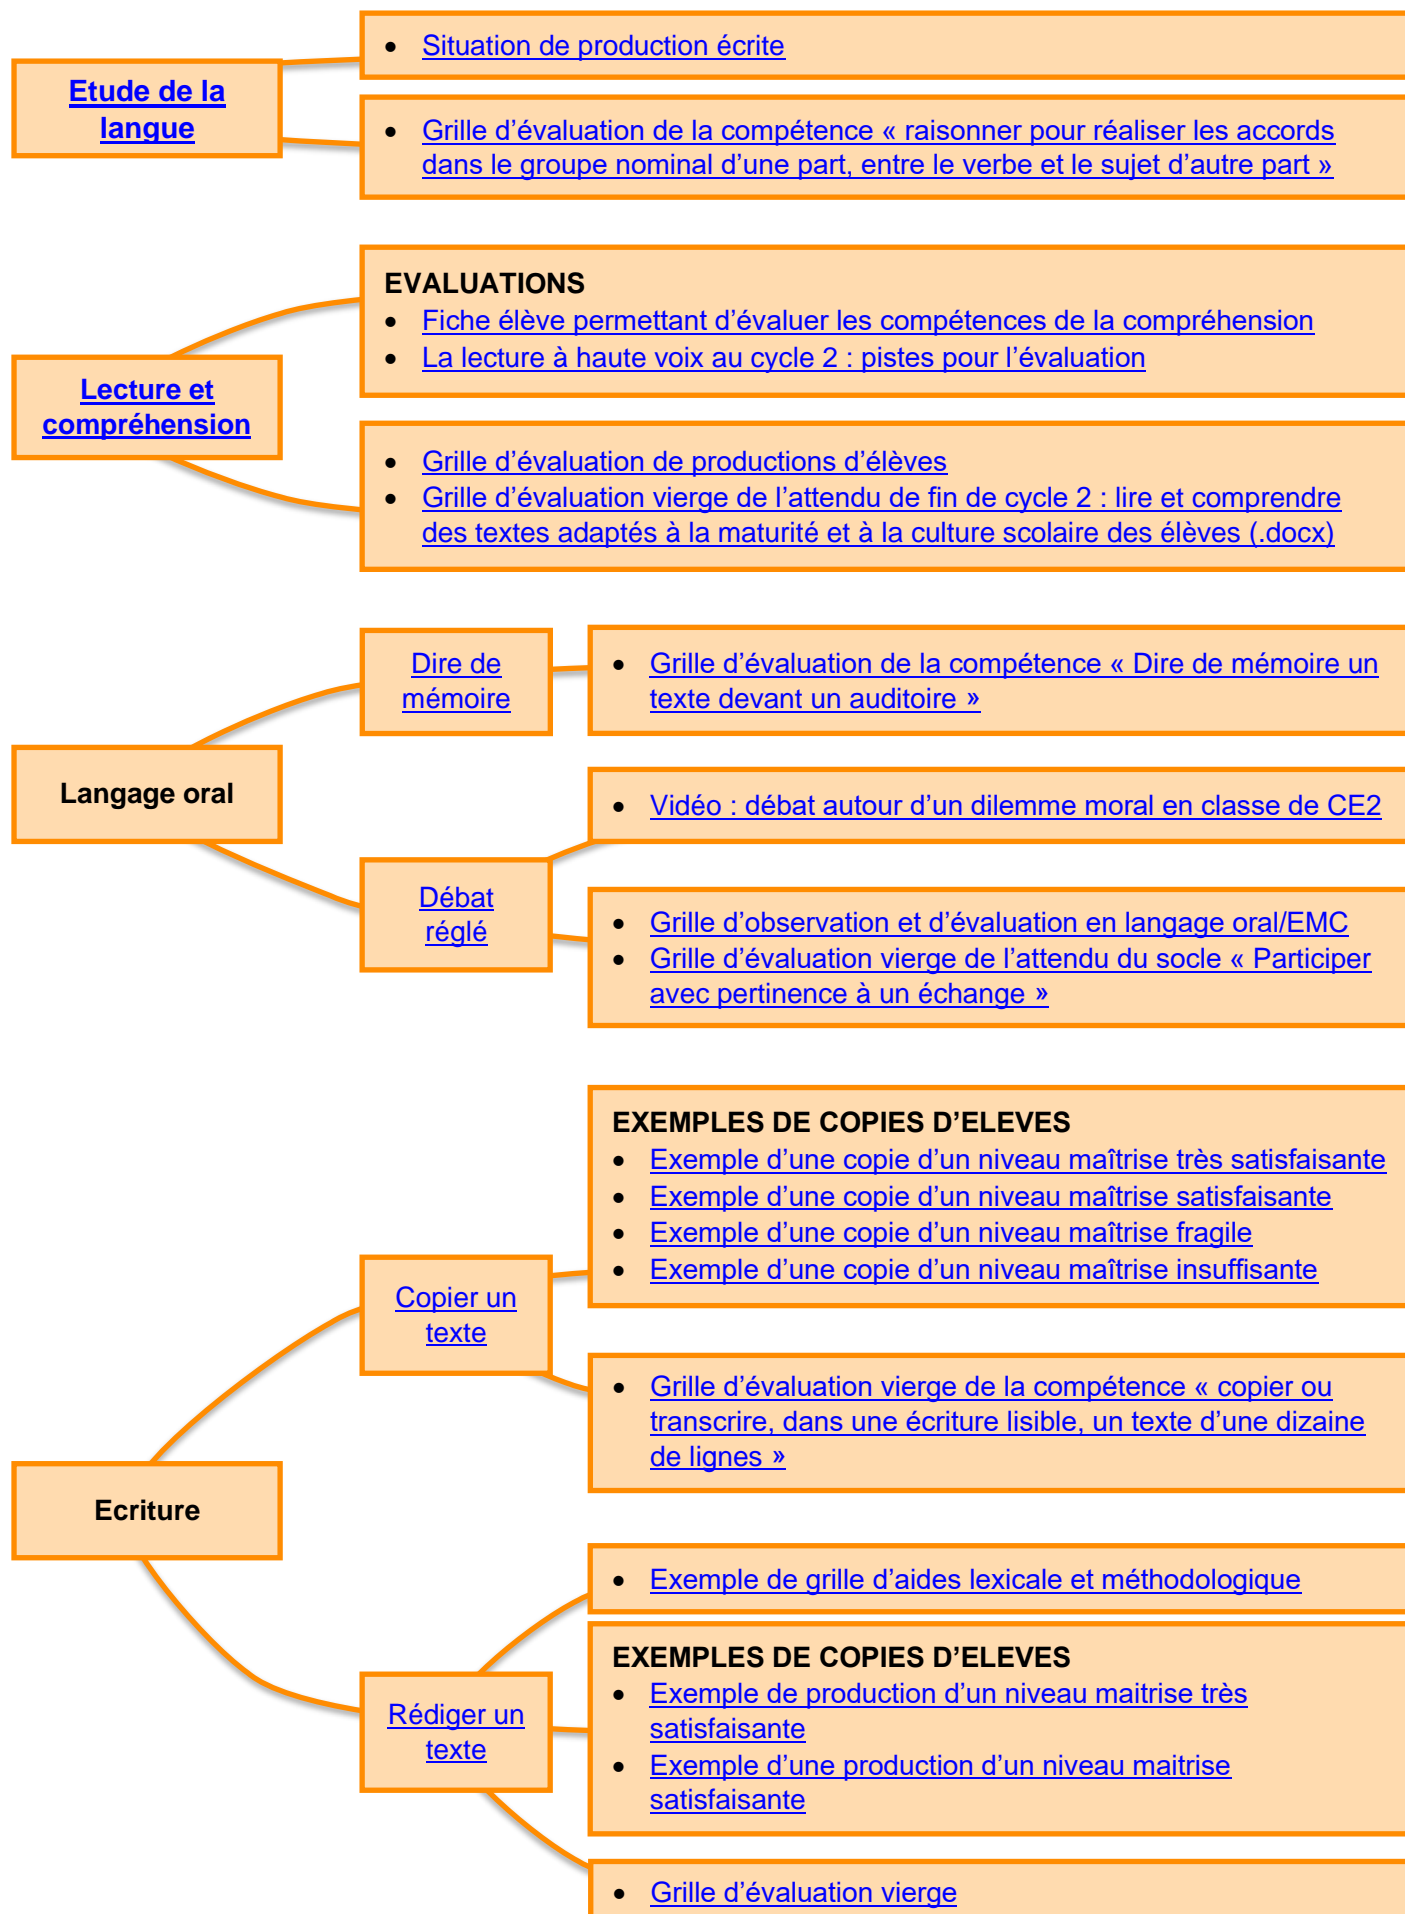 Etude de la
langue
• Situation de production écrite
• Grille d’évaluation de la compétence « raisonner pour réaliser les accords
dans le groupe nominal d’une part, entre le verbe et le sujet d’autre part »
Lecture et
compréhension
EVALUATIONS
• Fiche élève permettant d’évaluer les compétences de la compréhension
• La lecture à haute voix au cycle 2 : pistes pour l’évaluation
• Grille d’évaluation de productions d’élèves
• Grille d’évaluation vierge de l’attendu de fin de cycle 2 : lire et comprendre
des textes adaptés à la maturité et à la culture scolaire des élèves (.docx)
Langage oral
Dire de
mémoire
• Grille d’évaluation de la compétence « Dire de mémoire un
texte devant un auditoire »
Débat
réglé
• Vidéo : débat autour d’un dilemme moral en classe de CE2
• Grille d’observation et d’évaluation en langage oral/EMC
• Grille d’évaluation vierge de l’attendu du socle « Participer
avec pertinence à un échange »
Ecriture
Copier un
texte
EXEMPLES DE COPIES D’ELEVES
• Exemple d’une copie d’un niveau maîtrise très satisfaisante
• Exemple d’une copie d’un niveau maîtrise satisfaisante
• Exemple d’une copie d’un niveau maîtrise fragile
• Exemple d’une copie d’un niveau maîtrise insuffisante
• Grille d’évaluation vierge de la compétence « copier ou
transcrire, dans une écriture lisible, un texte d’une dizaine
de lignes »
Rédiger un
texte
• Exemple de grille d’aides lexicale et méthodologique
EXEMPLES DE COPIES D’ELEVES
• Exemple de production d’un niveau maitrise très
satisfaisante
• Exemple d’une production d’un niveau maitrise
satisfaisante
• Grille d’évaluation vierge